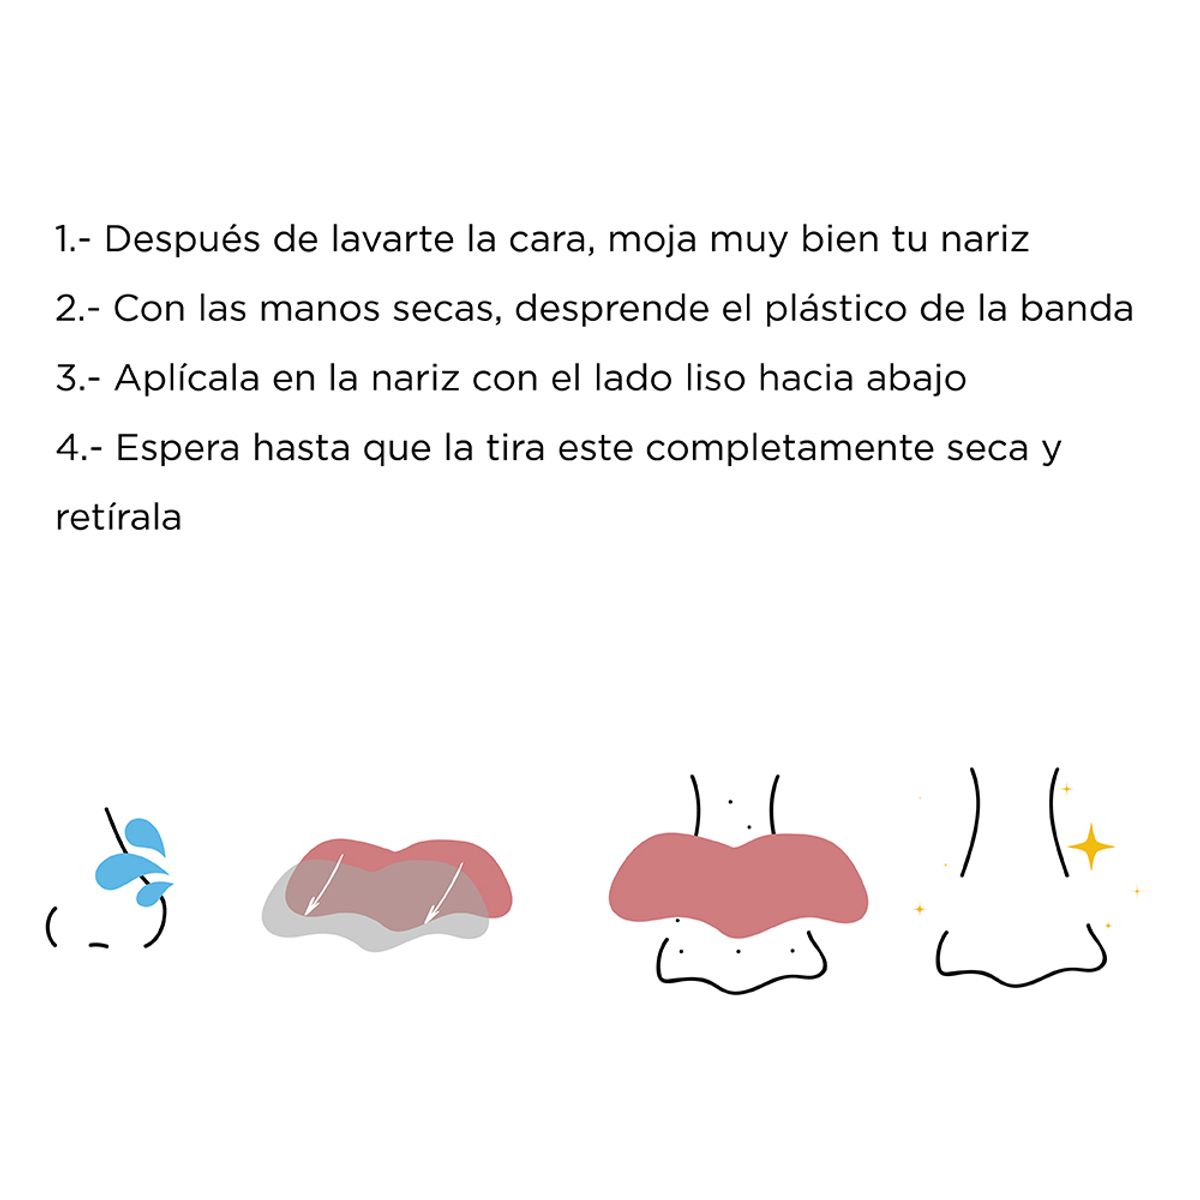 1.- Después de lavarte la cara, moja muy bien tu nariz
2.- Con las manos secas, desprende el plástico de la banda
3.- Aplícala en la nariz con el lado liso hacia abajo
4.- Espera hasta que la tira este completamente seca y
retírala